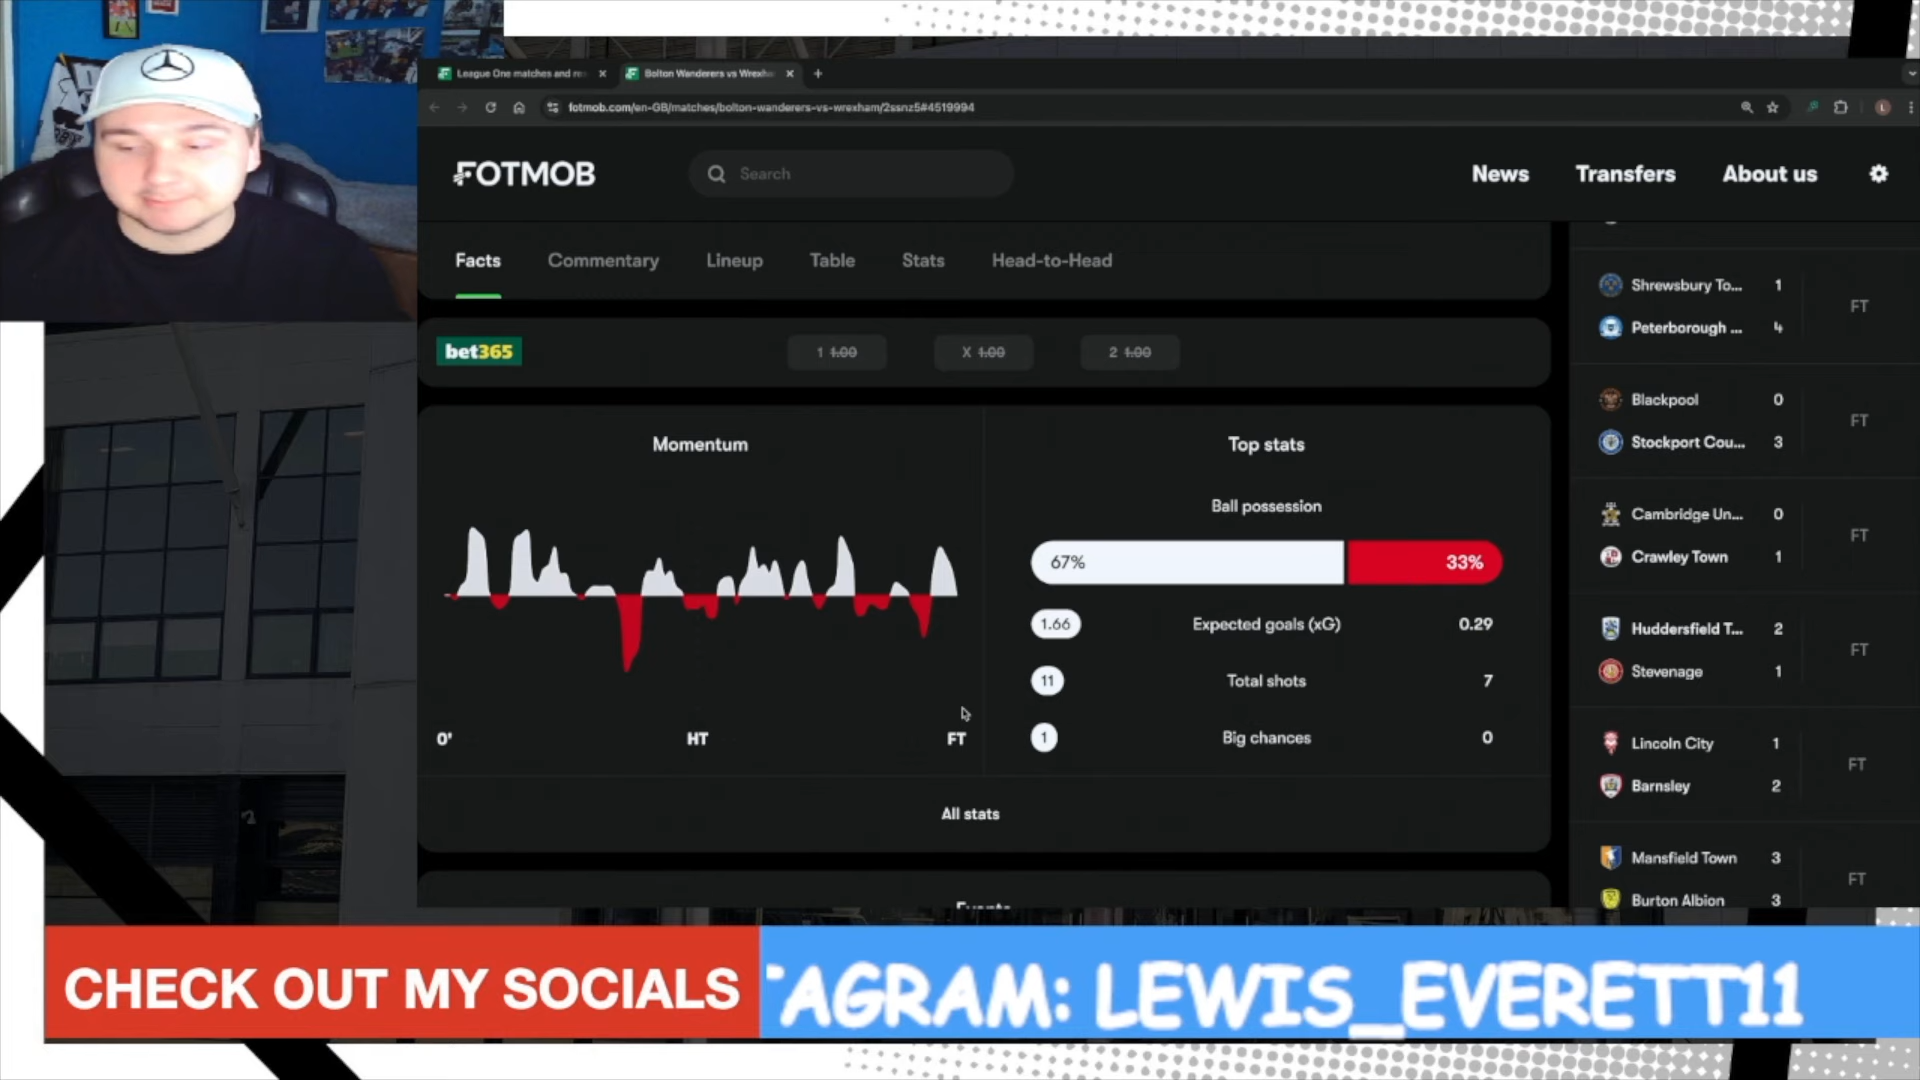 League One matches and re
Bolton Wanderers vs Wrexha
fotmob.com/en-GB/matches/bolton-wanderers-vs-wrexham/2ssnz5#4519994
L
FOTMOB
Search
News
Transfers
About us
Facts
Commentary
Lineup
Table
Stats
Head-to-Head
bet365
1 1.00
X 1.00
2 1.00
Momentum
0'
HT
FT
Top stats
Ball possession
67%
33%
1.66 Expected goals (xG) 0.29
11 Total shots 7
1 Big chances 0
All stats
Shrewsbury To... 1
FT
Peterborough ... 4
Blackpool 0
FT
Stockport Cou... 3
Cambridge Un... 0
FT
Crawley Town 1
Huddersfield T... 2
FT
Stevenage 1
Lincoln City 1
FT
Barnsley 2
Mansfield Town 3
FT
Burton Albion 3
CHECK OUT MY SOCIALS
AGRAM: LEWIS_EVERETT11